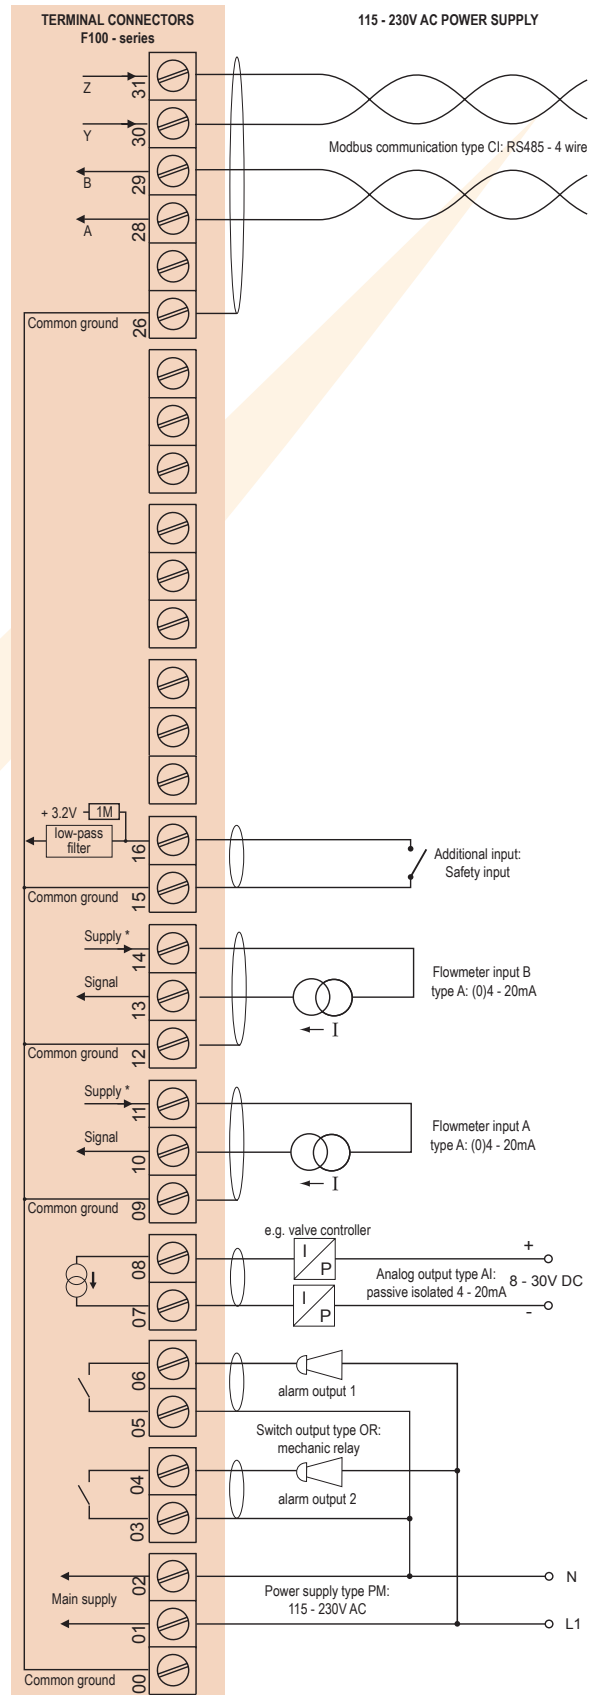 TERMINAL CONNECTORS
F100 - series
115 - 230V AC POWER SUPPLY
Z
31
Y
30
Modbus communication type CI: RS485 - 4 wire
B
29
A
28
Common ground
26
+ 3.2V
1M
low-pass
filter
16
Additional input:
Safety input
Common ground
15
Supply *
14
Signal
13
Flowmeter input B
type A: (0)4 - 20mA
I
Common ground
12
Supply *
11
Signal
10
Flowmeter input A
type A: (0)4 - 20mA
I
Common ground
09
e.g. valve controller
08
I
P
+
Analog output type AI:
passive isolated 4 - 20mA
8 - 30V DC
07
I
P
-
06
alarm output 1
05
Switch output type OR:
mechanic relay
04
alarm output 2
03
02
N
Main supply
Power supply type PM:
115 - 230V AC
01
L1
Common ground
00